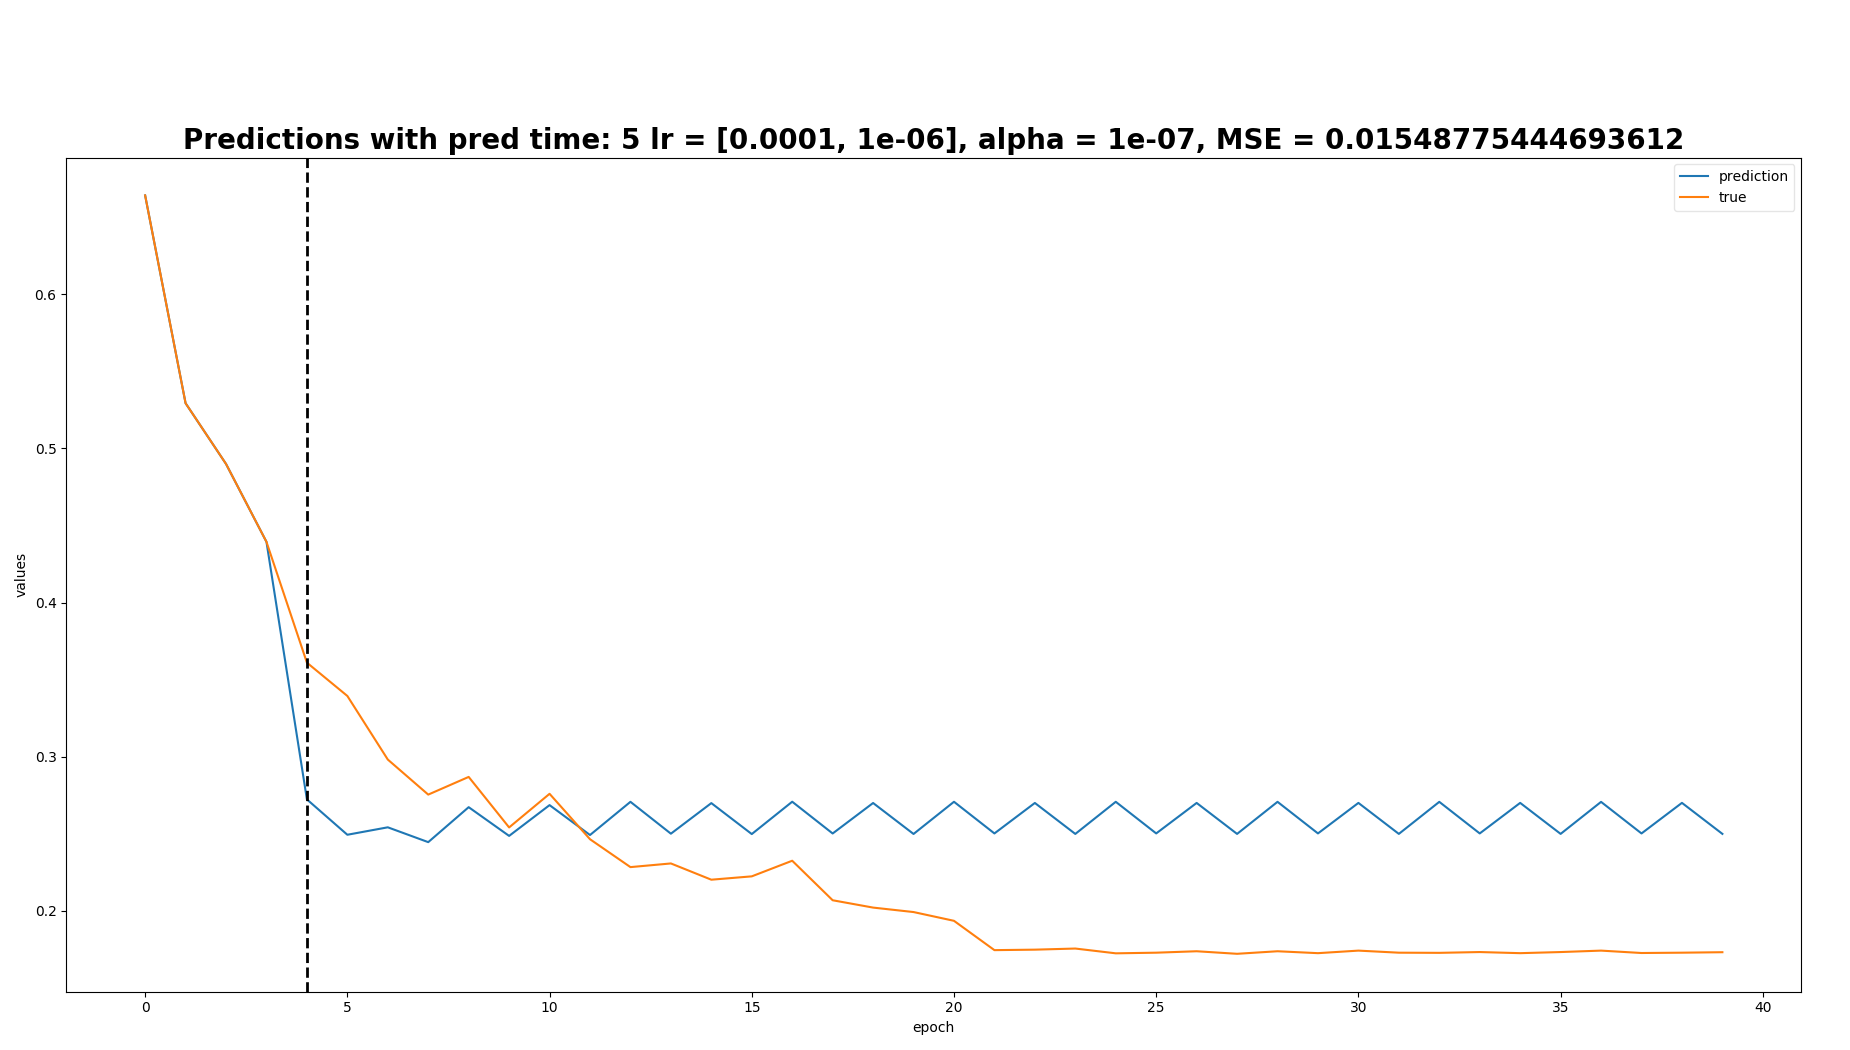 Predictions with pred time: 5 lr = [0.0001, 1e-06], alpha = 1e-07, MSE = 0.01548775444693612
prediction
true
0.6
0.5
0.4
0.3
0.2
values
0 5 10 15 20 25 30 35 40
epoch